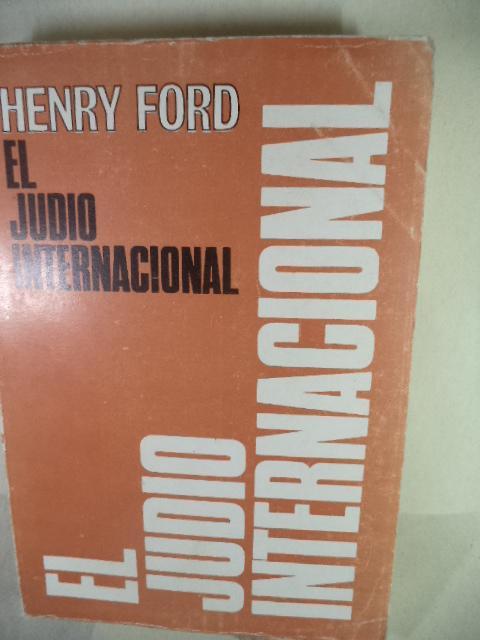 HENRY FORD
EL
JUDIO
INTERNACIONAL
EL
JUDIO
INTERNACIONAL